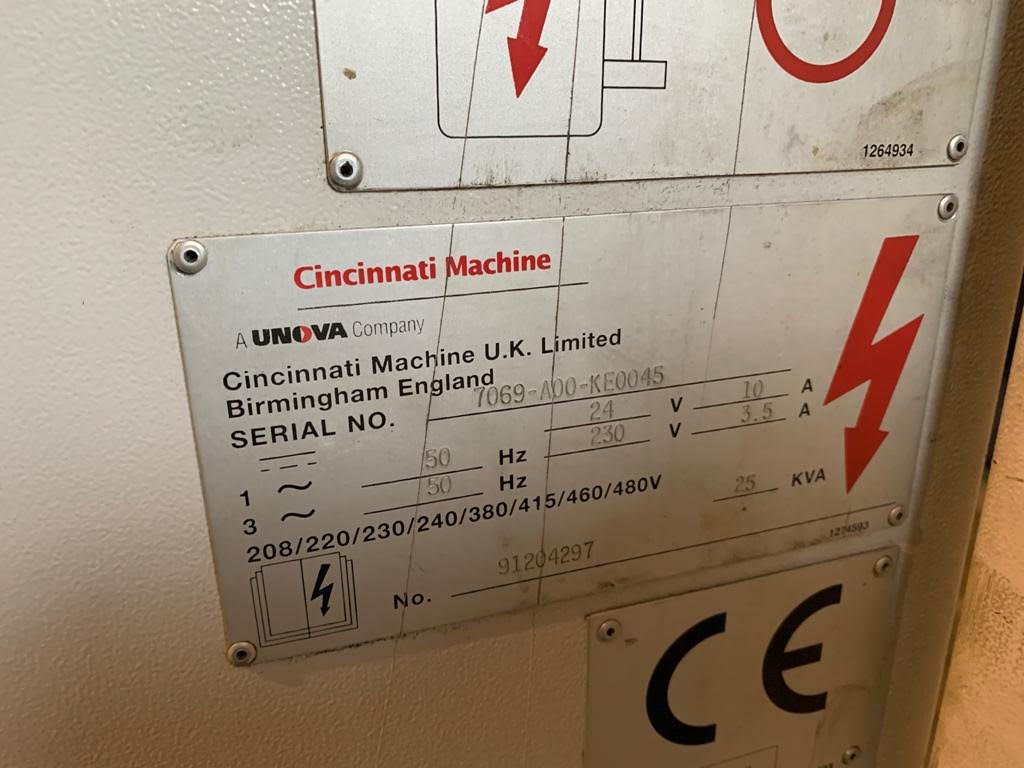 1264934
Cincinnati Machine
A UNOVA Company
Cincinnati Machine U.K. Limited
Birmingham England
SERIAL NO. 7069-A00-KE0045
24 V 10 A
1 ~ 50 Hz 230 V 3.5 A
3 ~ 50 Hz
208/220/230/240/380/415/460/480V 25 KVA
No. 91204297
1224593
CE